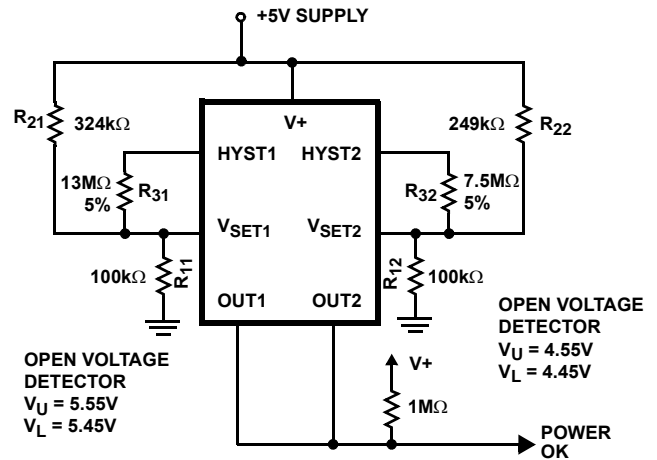 +5V SUPPLY
R21
324kΩ
V+
249kΩ
R22
HYST1
HYST2
13MΩ
5%
R31
R32
7.5MΩ
5%
VSET1
VSET2
100kΩ
R11
R12
100kΩ
OUT1
OUT2
OPEN VOLTAGE
DETECTOR
VU = 5.55V
VL = 5.45V
OPEN VOLTAGE
DETECTOR
VU = 4.55V
VL = 4.45V
V+
1MΩ
POWER
OK